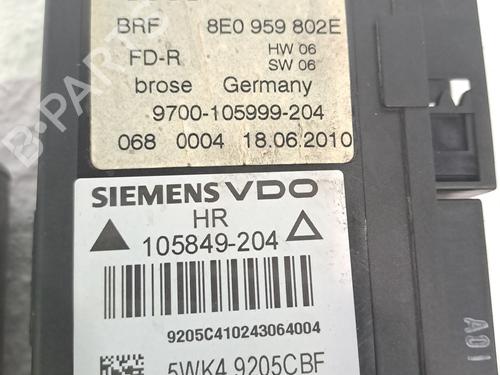 BRF 8E0 959 802E
FD-R HW 06
SW 06
brose Germany
9700-105999-204
068 0004 18.06.2010
SIEMENS VDO
HR
105849-204
9205C410243064004
5WK4 9205CBF
A01